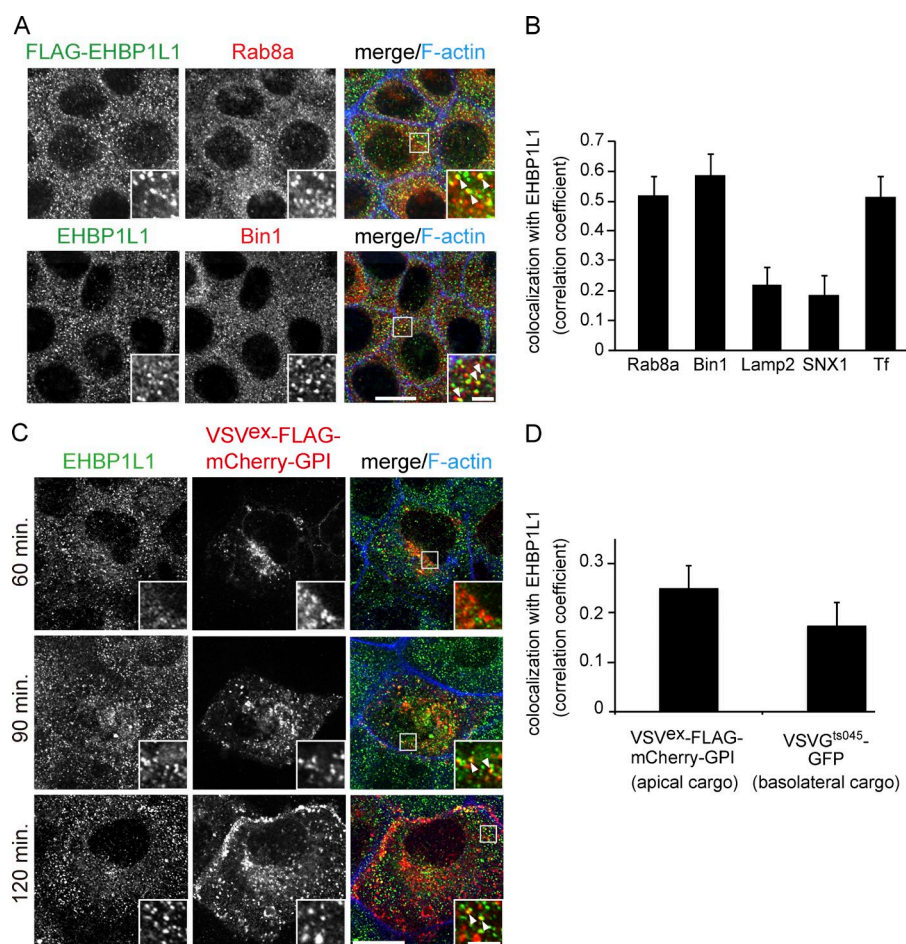 A
FLAG-EHBP1L1 Rab8a merge/F-actin
EHBP1L1 Bin1 merge/F-actin
B
colocalization with EHBP1L1
(correlation coefficient)
0.7
0.6
0.5
0.4
0.3
0.2
0.1
0
Rab8a Bin1 Lamp2 SNX1 Tf
C
EHBP1L1 VSVex-FLAG-
mCherry-GPI merge/F-actin
60 min.
90 min.
120 min.
D
colocalization with EHBP1L1
(correlation coefficient)
0.3
0.2
0.1
0
VSVex-FLAG-
mCherry-GPI
(apical cargo)
VSVGts045-
GFP
(basolateral cargo)